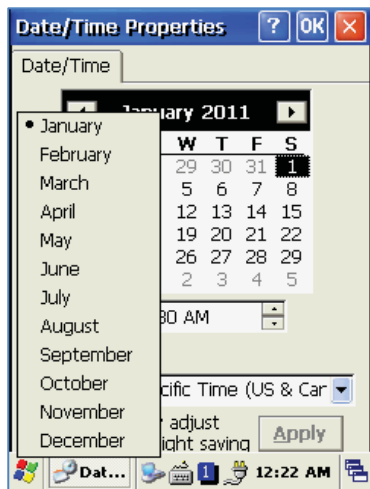 Date/Time Properties ? OK ×
Date/Time
January 2011
January
February
March
April
May
June
July
August
September
October
November
December
W T F S
29 30 31 1
5 6 7 8
12 13 14 15
19 20 21 22
26 27 28 29
2 3 4 5
30 AM
cific Time (US & Car
adjust
ight saving
Apply
Dat... 1 12:22 AM